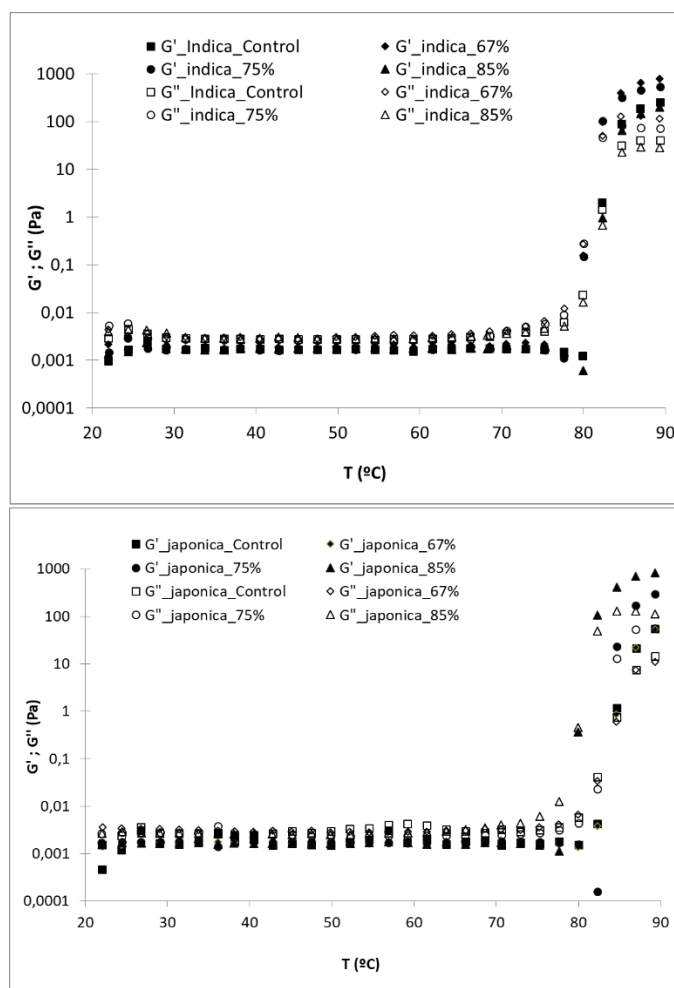 G'_Indica_Control G'_indica_67%
G'_indica_75% G'_indica_85%
G"_Indica_Control G"_indica_67%
G"_indica_75% G"_indica_85%
1000
100
10
1
0,1
0,01
0,001
0,0001
G' ; G" (Pa)
20 30 40 50 60 70 80 90
T (ºC)
G'_japonica_Control G'_japonica_67%
G'_japonica_75% G'_japonica_85%
G"_japonica_Control G"_japonica_67%
G"_japonica_75% G"_japonica_85%
1000
100
10
1
0,1
0,01
0,001
0,0001
G' ; G" (Pa)
20 30 40 50 60 70 80 90
T (ºC)